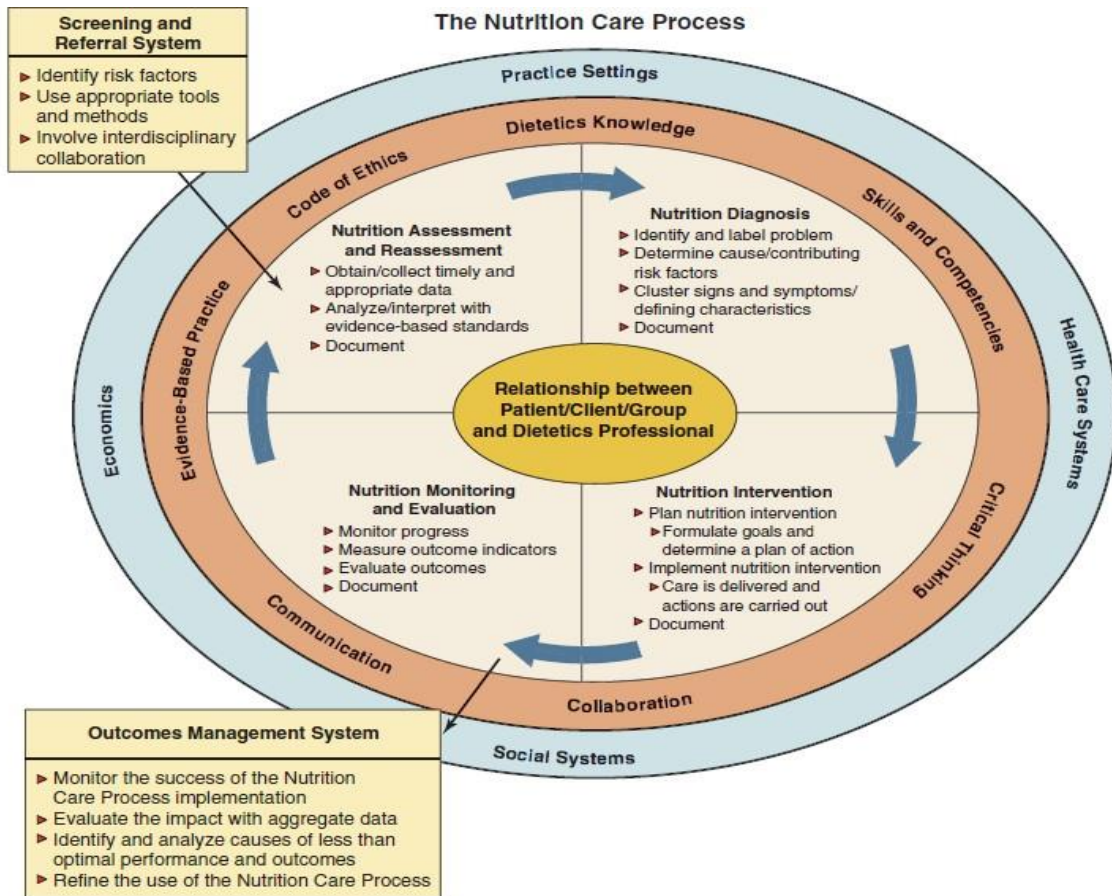 The Nutrition Care Process
Screening and
Referral System
Identify risk factors
Use appropriate tools
and methods
Involve interdisciplinary
collaboration
Practice Settings
Health Care Systems
Social Systems
Economics
Dietetics Knowledge
Skills and Competencies
Critical Thinking
Collaboration
Communication
Evidence-Based Practice
Code of Ethics
Nutrition Assessment
and Reassessment
Obtain/collect timely and
appropriate data
Analyze/interpret with
evidence-based standards
Document
Nutrition Diagnosis
Identify and label problem
Determine cause/contributing
risk factors
Cluster signs and symptoms/
defining characteristics
Document
Relationship between
Patient/Client/Group
and Dietetics Professional
Nutrition Monitoring
and Evaluation
Monitor progress
Measure outcome indicators
Evaluate outcomes
Document
Nutrition Intervention
Plan nutrition intervention
Formulate goals and
determine a plan of action
Implement nutrition intervention
Care is delivered and
actions are carried out
Document
Outcomes Management System
Monitor the success of the Nutrition
Care Process implementation
Evaluate the impact with aggregate data
Identify and analyze causes of less than
optimal performance and outcomes
Refine the use of the Nutrition Care Process